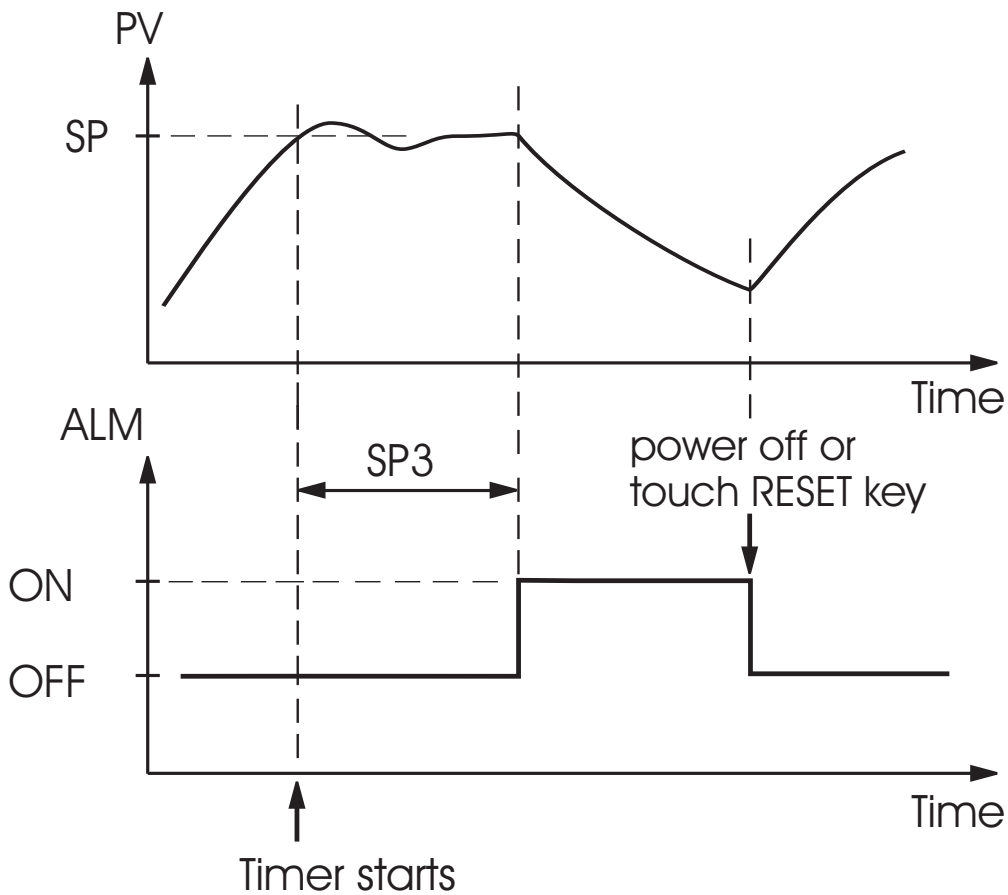 PV
SP
Time
ALM
SP3
power off or
touch RESET key
ON
OFF
Time
Timer starts